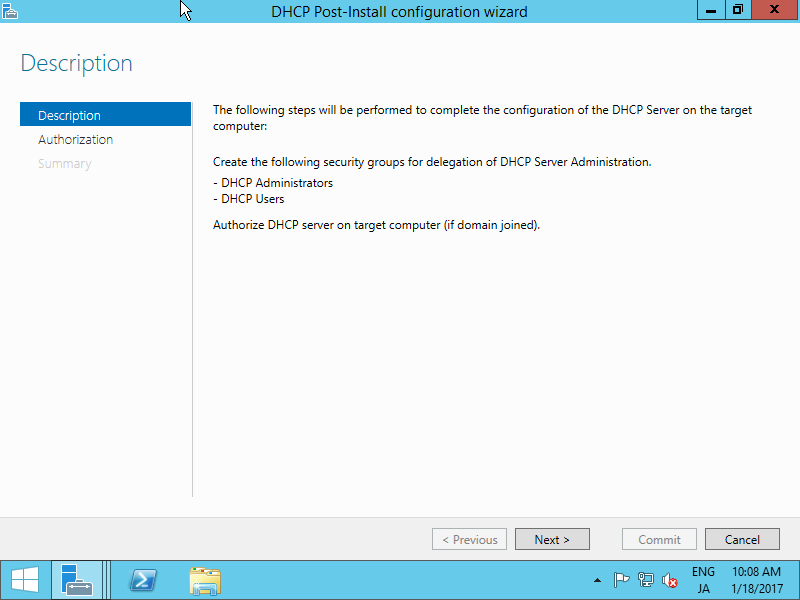 DHCP Post-Install configuration wizard
Description
Description
Authorization
Summary
The following steps will be performed to complete the configuration of the DHCP Server on the target
computer:
Create the following security groups for delegation of DHCP Server Administration.
- DHCP Administrators
- DHCP Users
Authorize DHCP server on target computer (if domain joined).
< Previous
Next >
Commit
Cancel
ENG
JA
10:08 AM
1/18/2017